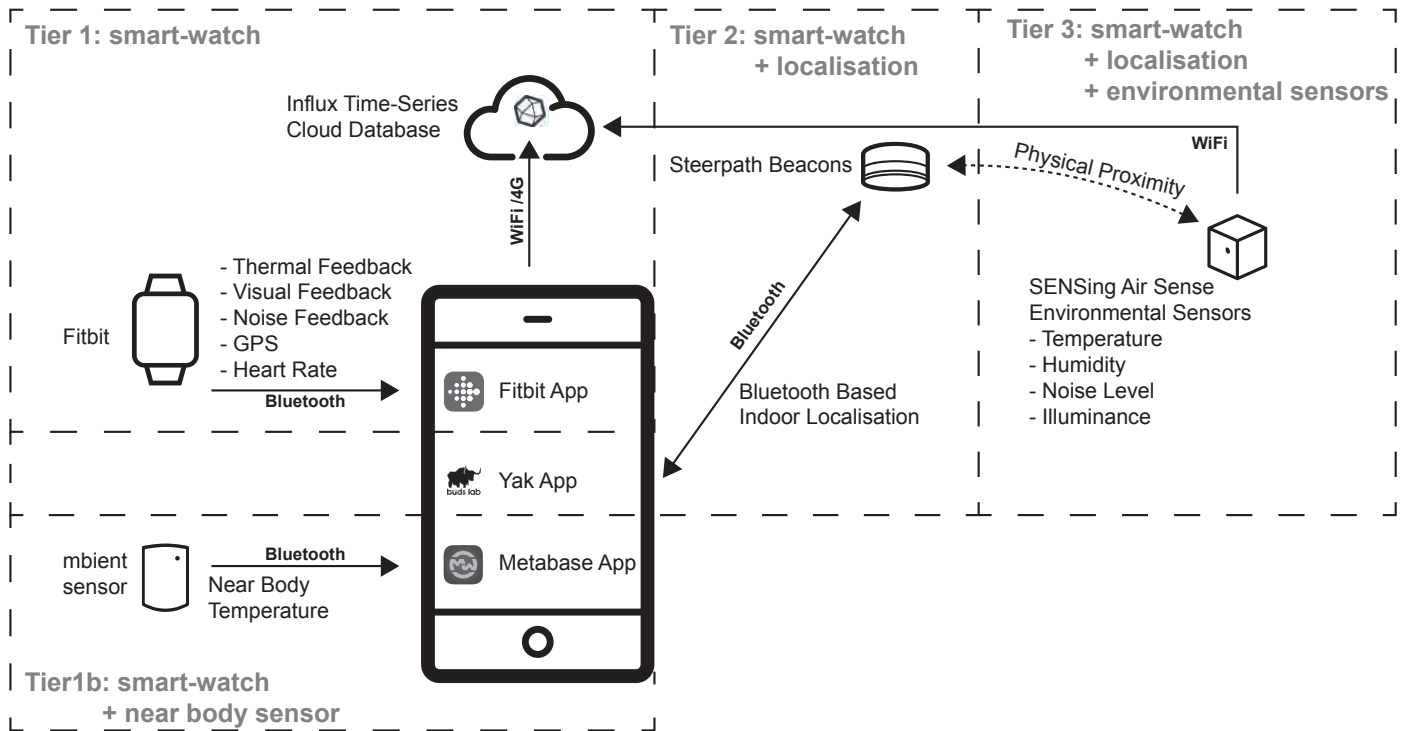 Tier 1: smart-watch
Influx Time-Series
Cloud Database
WiFi /4G
- Thermal Feedback
- Visual Feedback
- Noise Feedback
- GPS
- Heart Rate
Fitbit
Bluetooth
Fitbit App
buds lab
Yak App
mbient
sensor
Bluetooth
Near Body
Temperature
MW
Metabase App
Tier1b: smart-watch
+ near body sensor
Tier 2: smart-watch
+ localisation
Steerpath Beacons
Bluetooth
Bluetooth Based
Indoor Localisation
Tier 3: smart-watch
+ localisation
+ environmental sensors
WiFi
Physical Proximity
SENSing Air Sense
Environmental Sensors
- Temperature
- Humidity
- Noise Level
- Illuminance